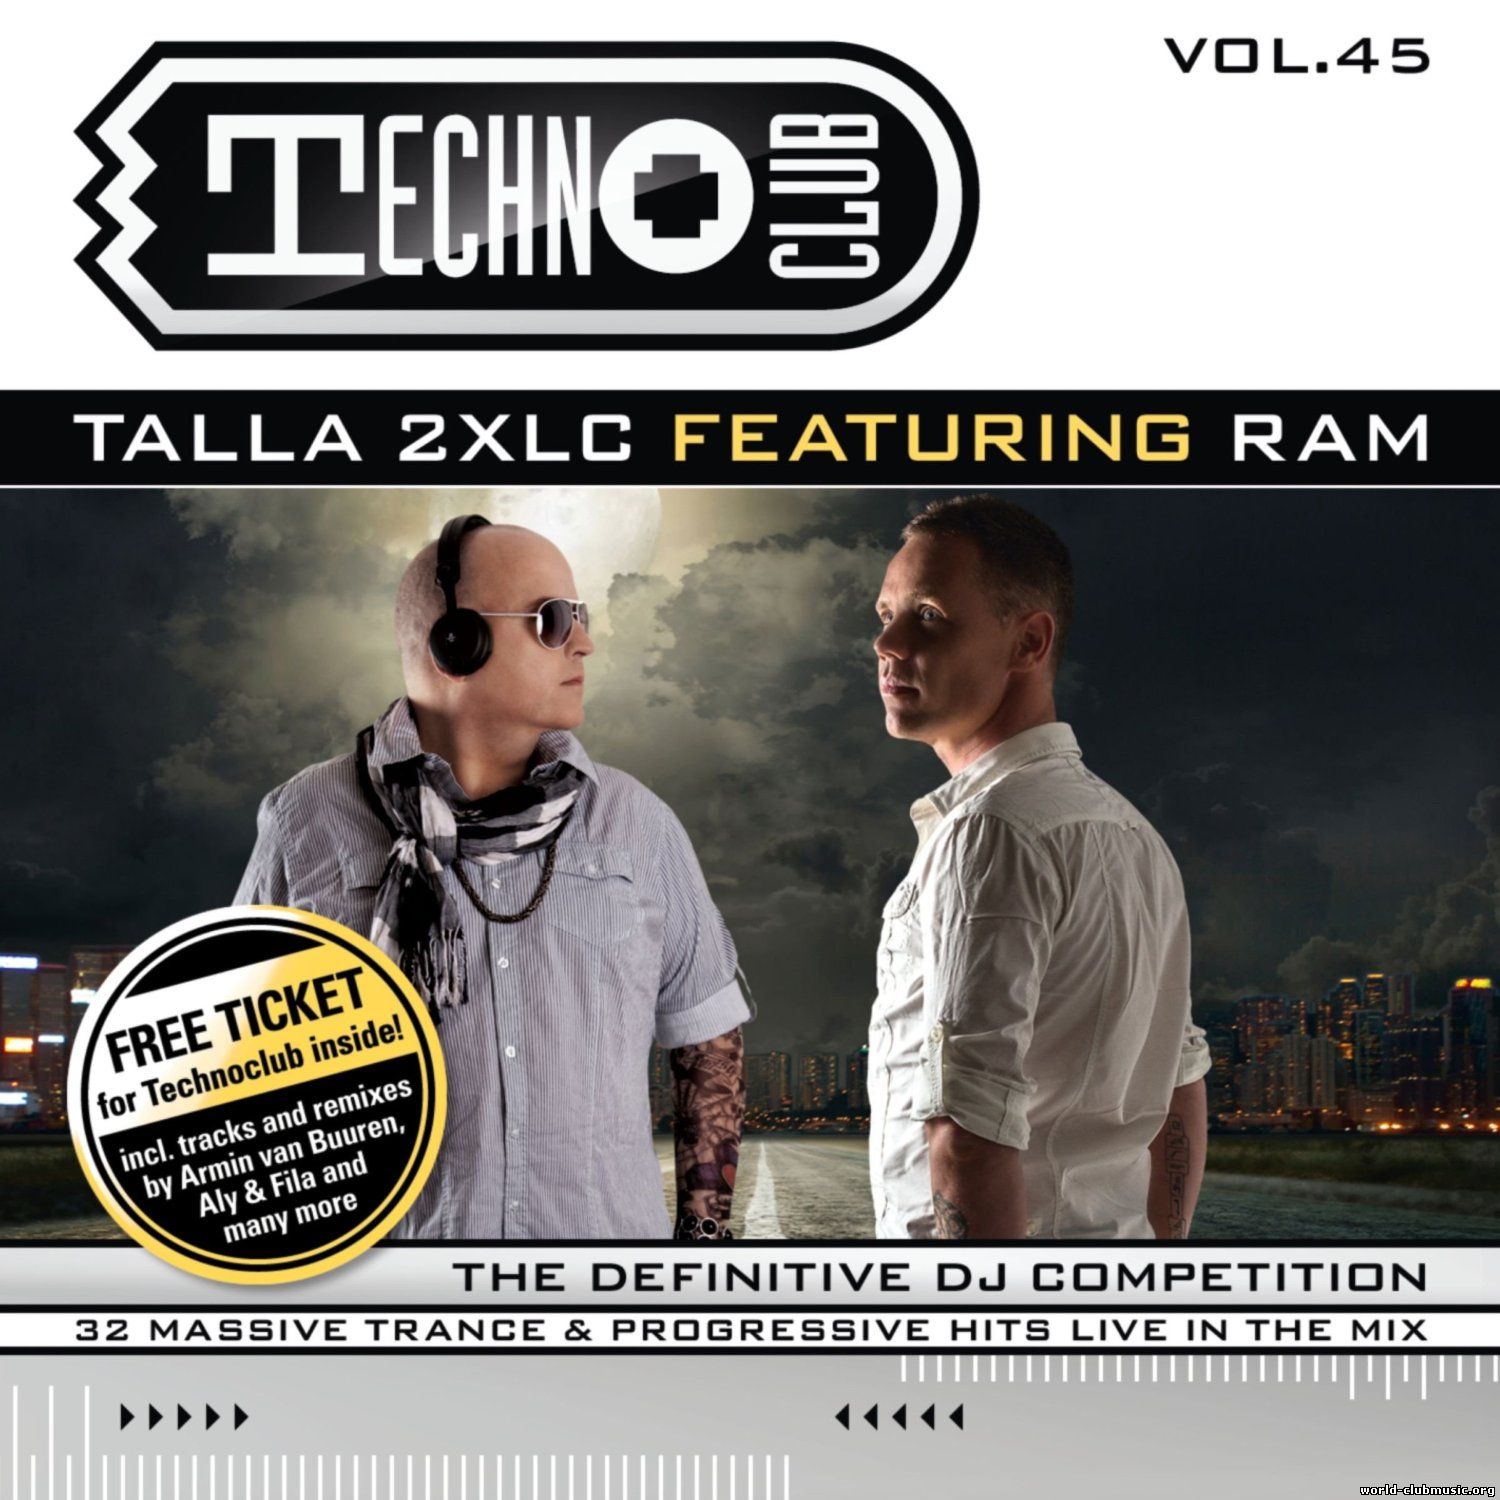 VOL.45
TECHNO CLUB
TALLA 2XLC FEATURING RAM
FREE TICKET
for Technoclub inside!
incl. tracks and remixes
by Armin van Buuren,
Aly & Fila and
many more
THE DEFINITIVE DJ COMPETITION
32 MASSIVE TRANCE & PROGRESSIVE HITS LIVE IN THE MIX
world-clubmusic.org